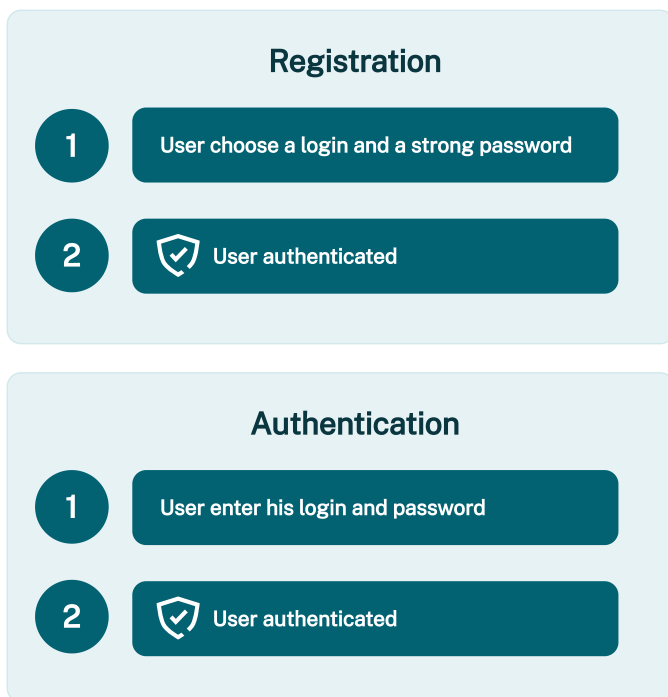 Registration
1
User choose a login and a strong password
2
User authenticated
Authentication
1
User enter his login and password
2
User authenticated